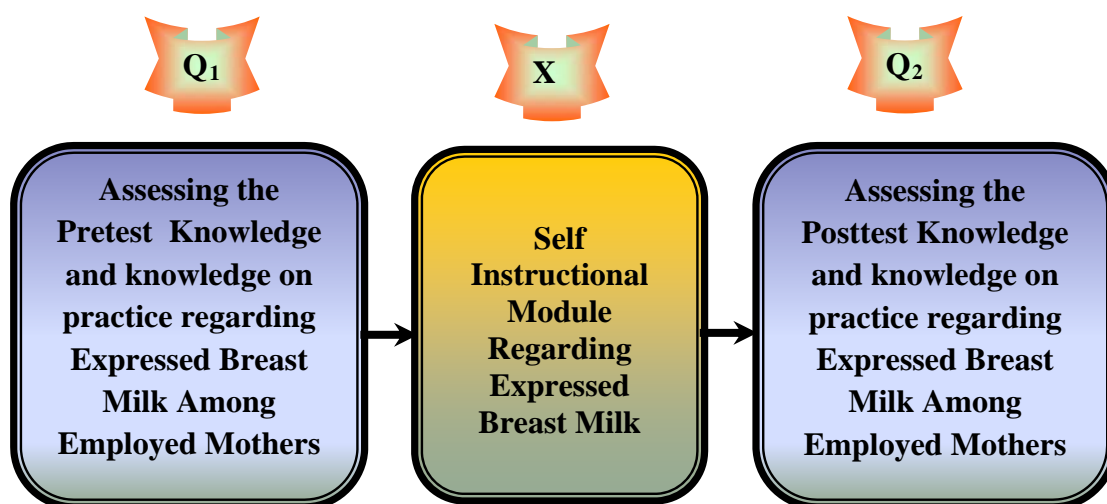 Q₁
X
Q₂
Assessing the
Pretest Knowledge
and knowledge on
practice regarding
Expressed Breast
Milk Among
Employed Mothers
Self
Instructional
Module
Regarding
Expressed
Breast Milk
Assessing the
Posttest Knowledge
and knowledge on
practice regarding
Expressed Breast
Milk Among
Employed Mothers